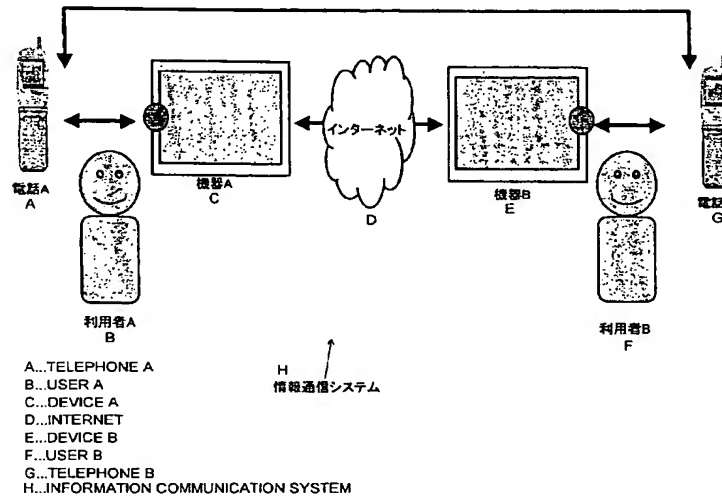 インターネット
電話A
A
機器A
C
D
機器B
E
電話
G
利用者A
B
利用者B
F
H
情報通信システム
A...TELEPHONE A
B...USER A
C...DEVICE A
D...INTERNET
E...DEVICE B
F...USER B
G...TELEPHONE B
H...INFORMATION COMMUNICATION SYSTEM